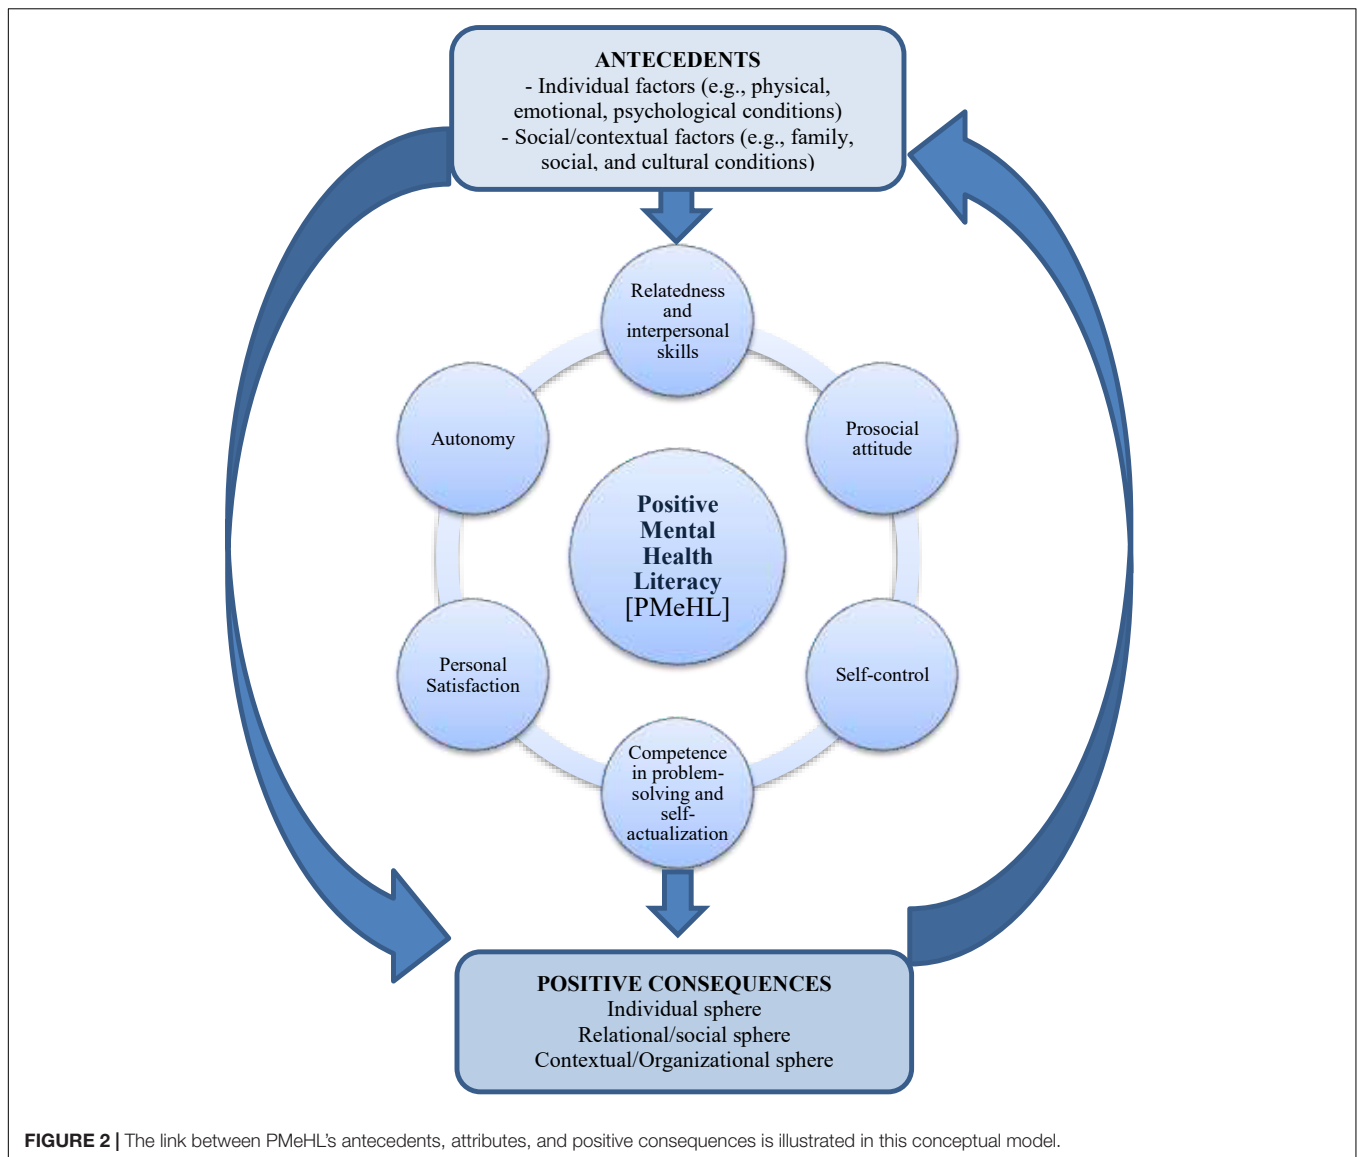 ANTECEDENTS
- Individual factors (e.g., physical,
emotional, psychological conditions)
- Social/contextual factors (e.g., family,
social, and cultural conditions)
Relatedness
and
interpersonal
skills
Autonomy
Prosocial
attitude
Positive
Mental
Health
Literacy
[PMeHL]
Personal
Satisfaction
Self-control
Competence
in problem-
solving and
self-
actualization
POSITIVE CONSEQUENCES
Individual sphere
Relational/social sphere
Contextual/Organizational sphere
FIGURE 2 | The link between PMeHL's antecedents, attributes, and positive consequences is illustrated in this conceptual model.